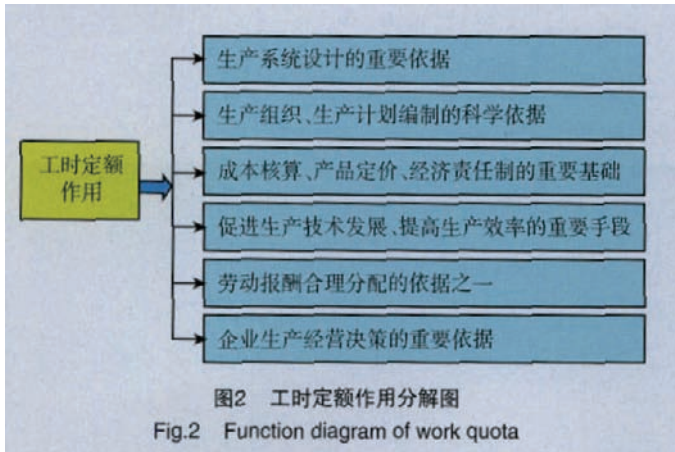 生产系统设计的重要依据
生产组织、生产计划编制的科学依据
工时定额
作用
成本核算、产品定价、经济责任制的重要基础
促进生产技术发展、提高生产效率的重要手段
劳动报酬合理分配的依据之一
企业生产经营决策的重要依据
图2 工时定额作用分解图
Fig.2 Function diagram of work quota